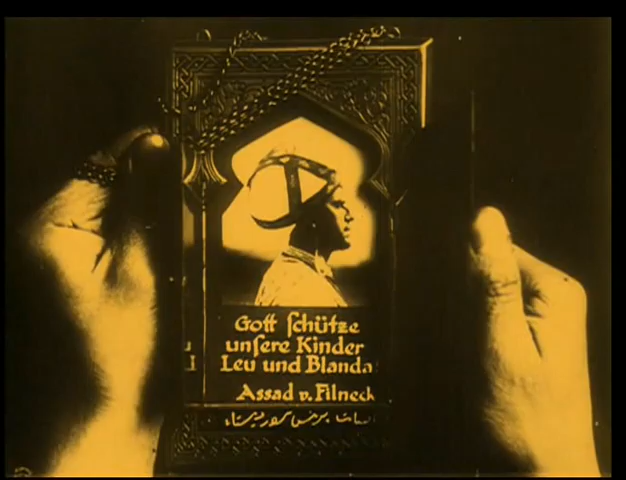 Gott ſchütze
unſere Kinder
Leu und Blanda
Assad v. Filneck